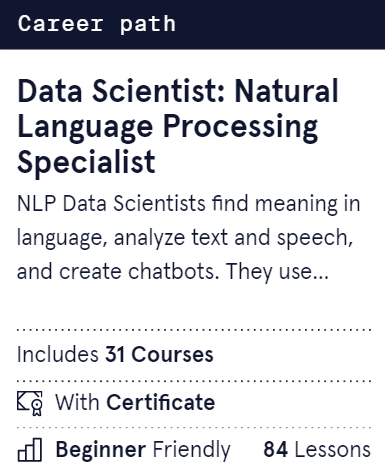 Career path
Data Scientist: Natural
Language Processing
Specialist
NLP Data Scientists find meaning in
language, analyze text and speech,
and create chatbots. They use...
Includes 31 Courses
With Certificate
Beginner Friendly 84 Lessons